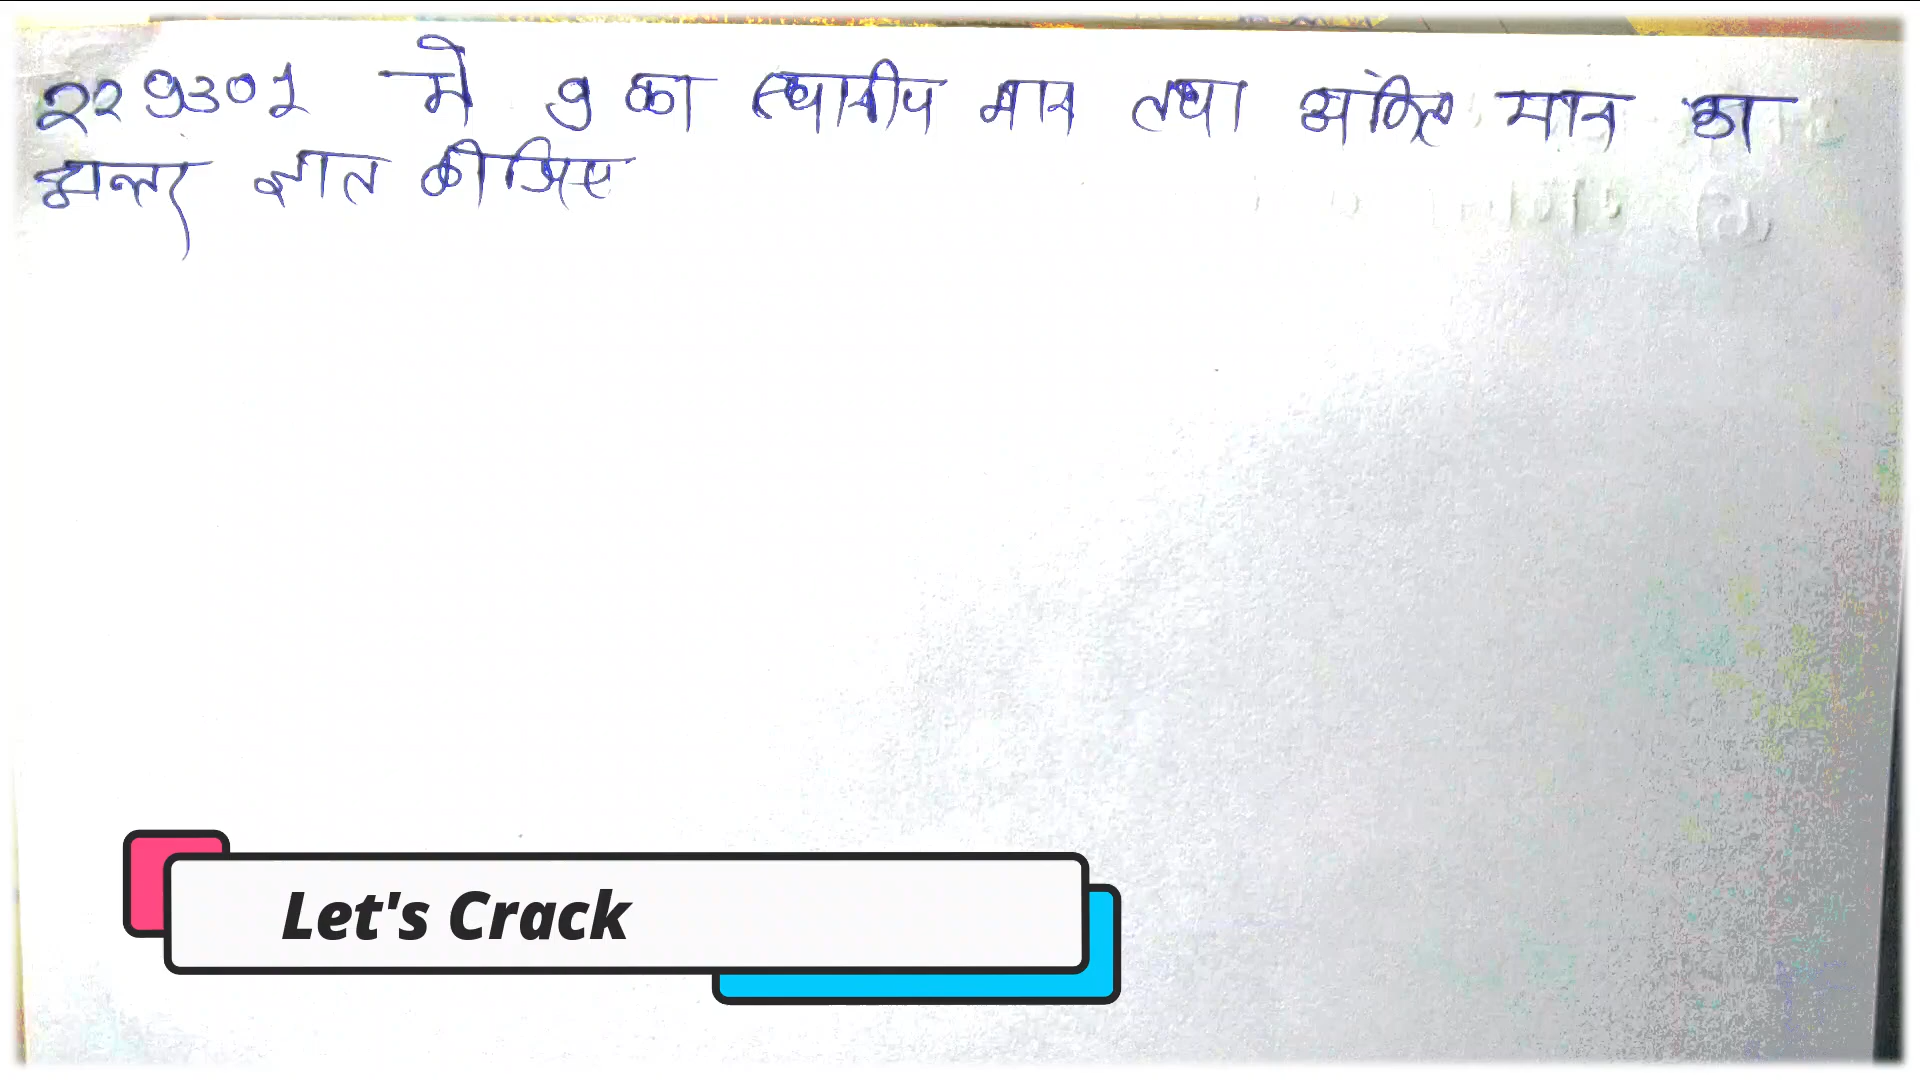 229301 मे 9 का स्थानीय मान तथा अंकित मान का
अन्तर ज्ञात कीजिए
Let's Crack